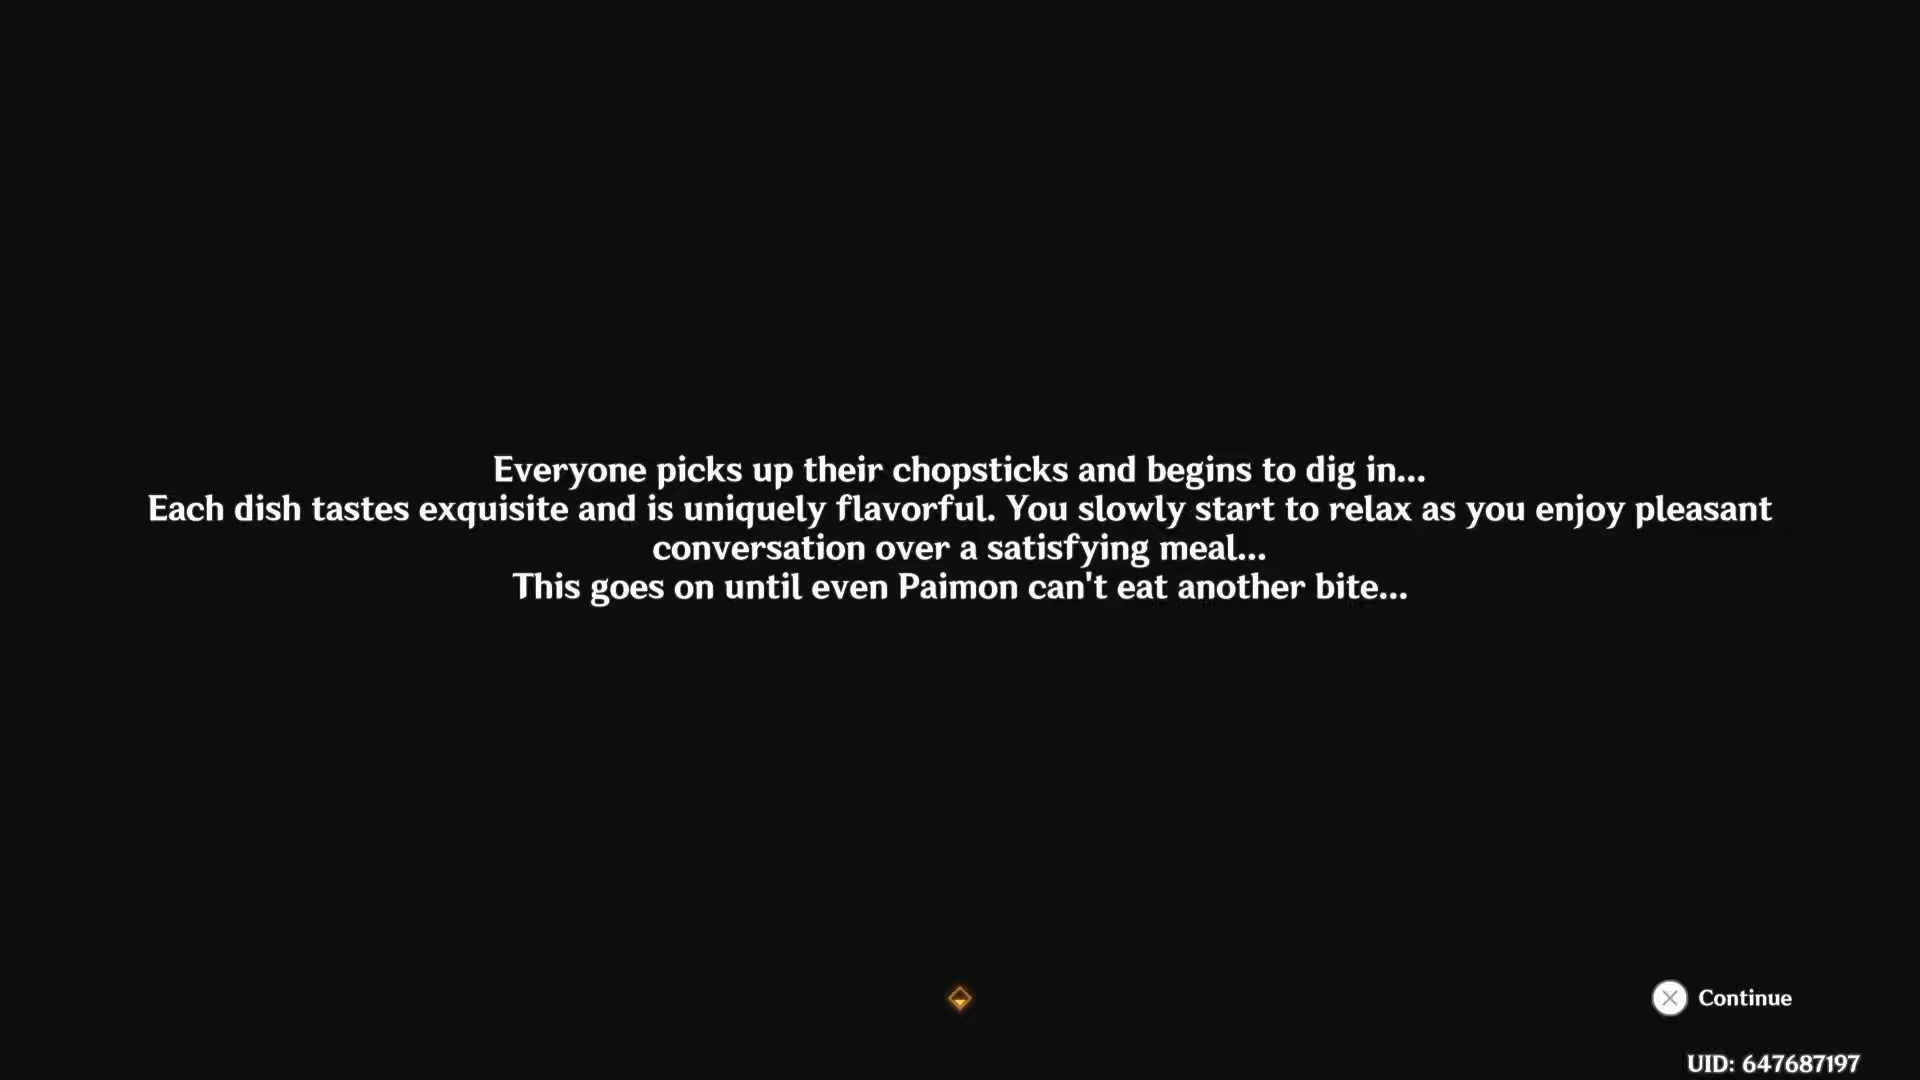 Everyone picks up their chopsticks and begins to dig in...
Each dish tastes exquisite and is uniquely flavorful. You slowly start to relax as you enjoy pleasant
conversation over a satisfying meal...
This goes on until even Paimon can't eat another bite...
Continue
UID: 647687197